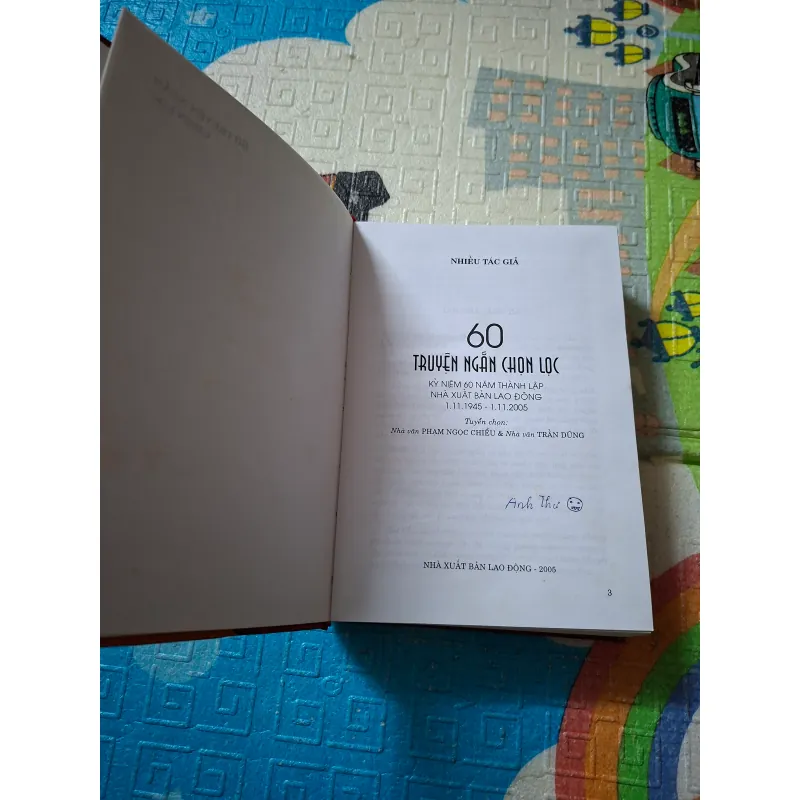 NHIỀU TÁC GIẢ
60
TRUYỆN NGẮN CHỌN LỌC
KỶ NIỆM 60 NĂM THÀNH LẬP
NHÀ XUẤT BẢN LAO ĐỘNG
1.11.1945 - 1.11.2005
Tuyển chọn:
Nhà văn PHẠM NGỌC CHIỂU & Nhà văn TRẦN DŨNG
Anh Thư
NHÀ XUẤT BẢN LAO ĐỘNG - 2005
3